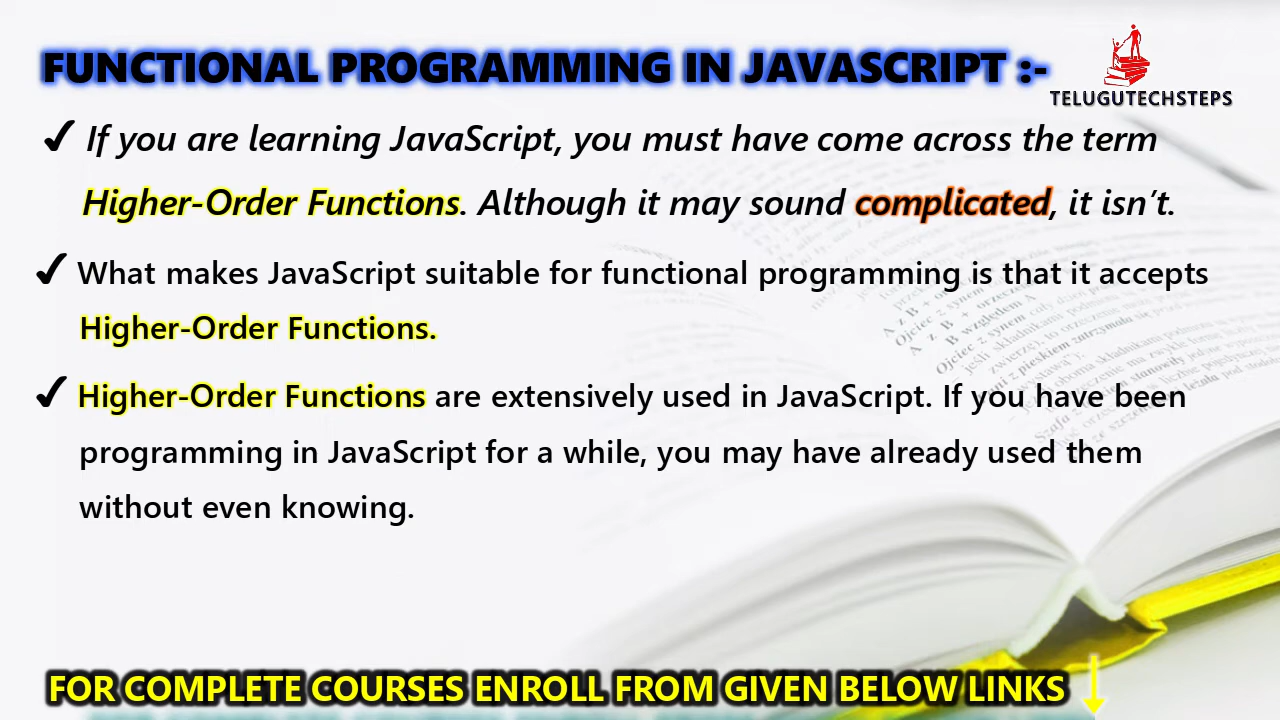 FUNCTIONAL PROGRAMMING IN JAVASCRIPT :-
TELUGUTECHSTEPS
✔ If you are learning JavaScript, you must have come across the term
Higher-Order Functions. Although it may sound complicated, it isn’t.
✔ What makes JavaScript suitable for functional programming is that it accepts
Higher-Order Functions.
✔ Higher-Order Functions are extensively used in JavaScript. If you have been
programming in JavaScript for a while, you may have already used them
without even knowing.
FOR COMPLETE COURSES ENROLL FROM GIVEN BELOW LINKS